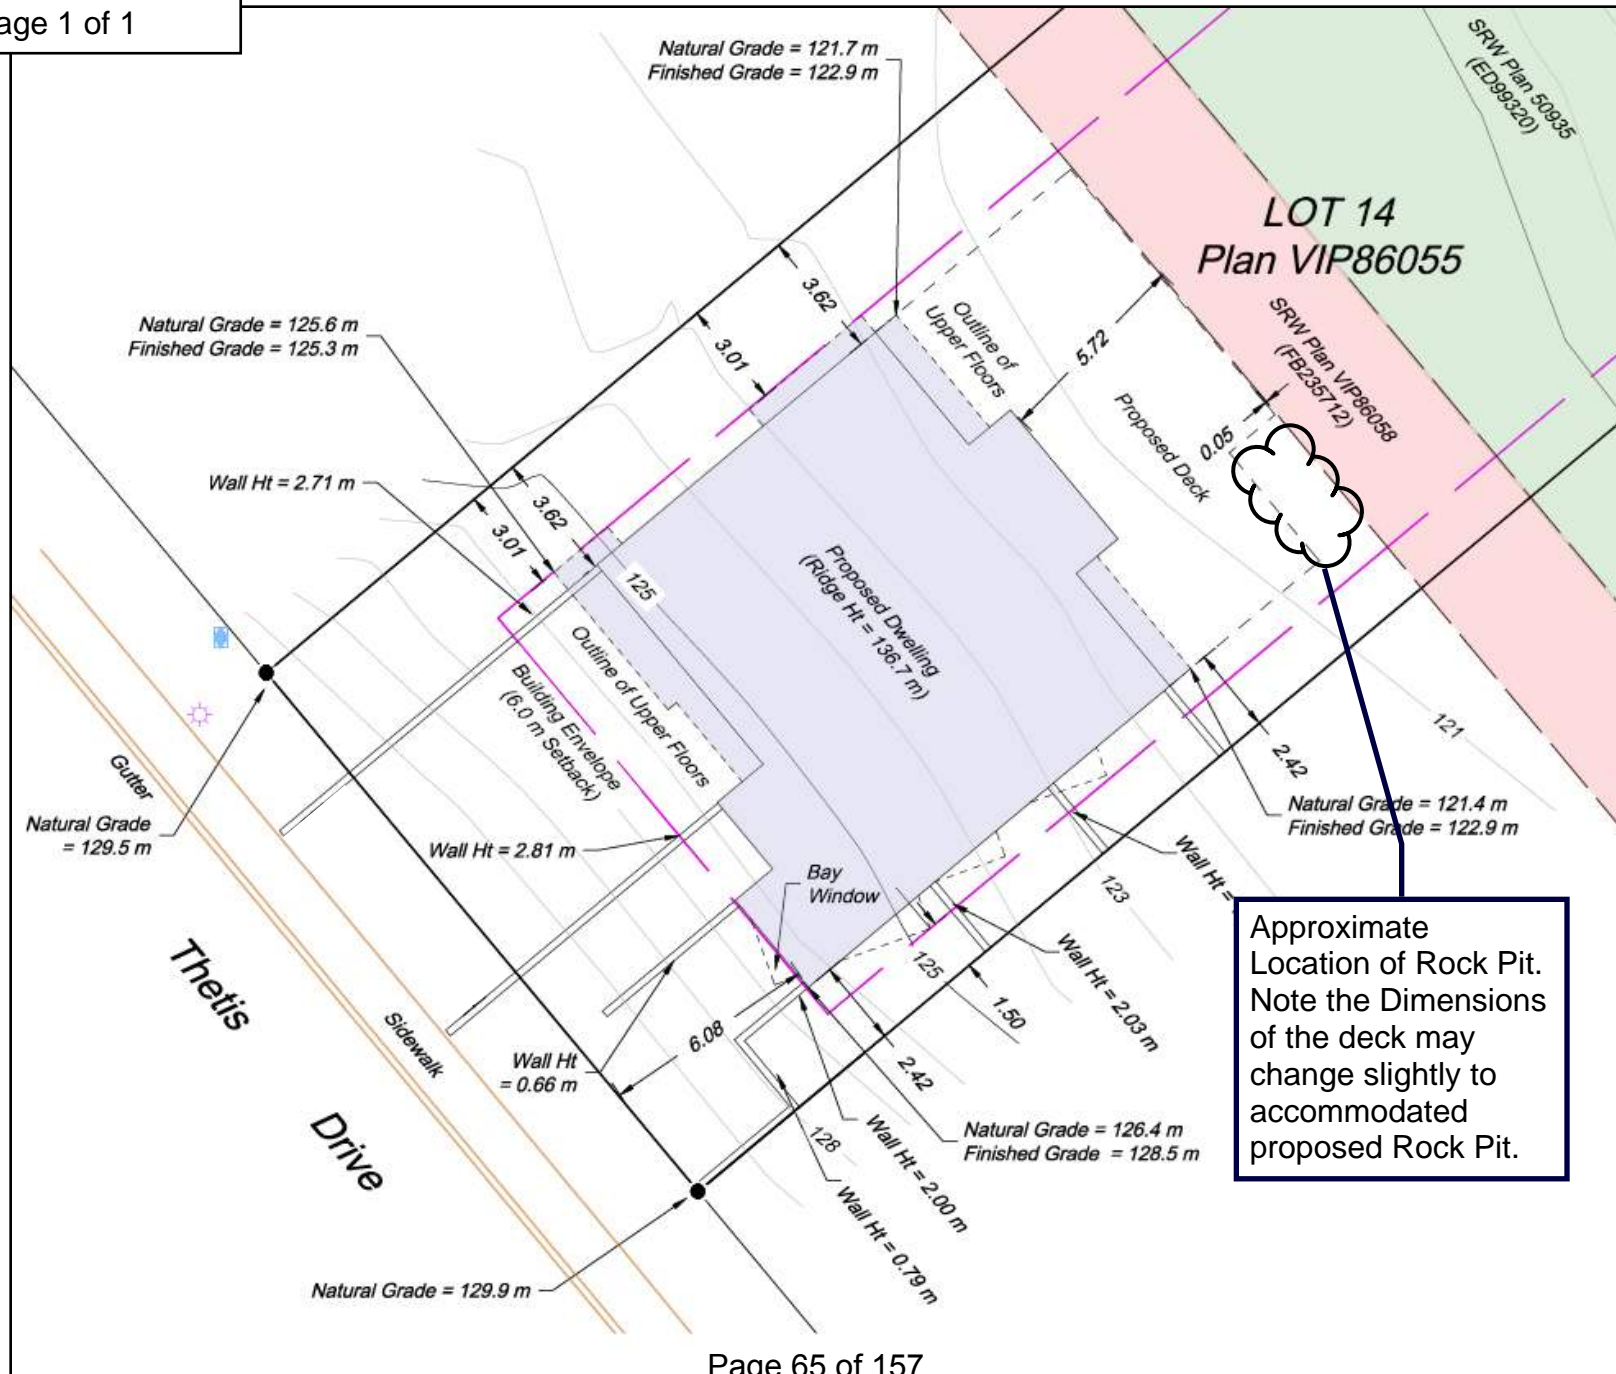 age 1 of 1
Natural Grade = 121.7 m
Finished Grade = 122.9 m
SRW Plan 50935
(ED99320)
LOT 14
Plan VIP86055
SRW Plan VIP86058
(FB235712)
3.62
3.01
Outline of
Upper Floors
5.72
Natural Grade = 125.6 m
Finished Grade = 125.3 m
Proposed Deck
0.05
Wall Ht = 2.71 m
3.62
3.01
125
Proposed Dwelling
(Ridge Ht = 136.7 m)
Outline of Upper Floors
Building Envelope
(6.0 m Setback)
121
2.42
Gutter
Natural Grade
= 129.5 m
Natural Grade = 121.4 m
Finished Grade = 122.9 m
Wall Ht = 2.81 m
Wall Ht =
Bay
Window
123
Approximate
Location of Rock Pit.
Note the Dimensions
of the deck may
change slightly to
accommodated
proposed Rock Pit.
125
Wall Ht = 2.03 m
1.50
Thetis
Drive
Sidewalk
6.08
Wall Ht
= 0.66 m
2.42
128
Wall Ht = 2.00 m
Natural Grade = 126.4 m
Finished Grade = 128.5 m
Wall Ht = 0.79 m
Natural Grade = 129.9 m
Page 65 of 157